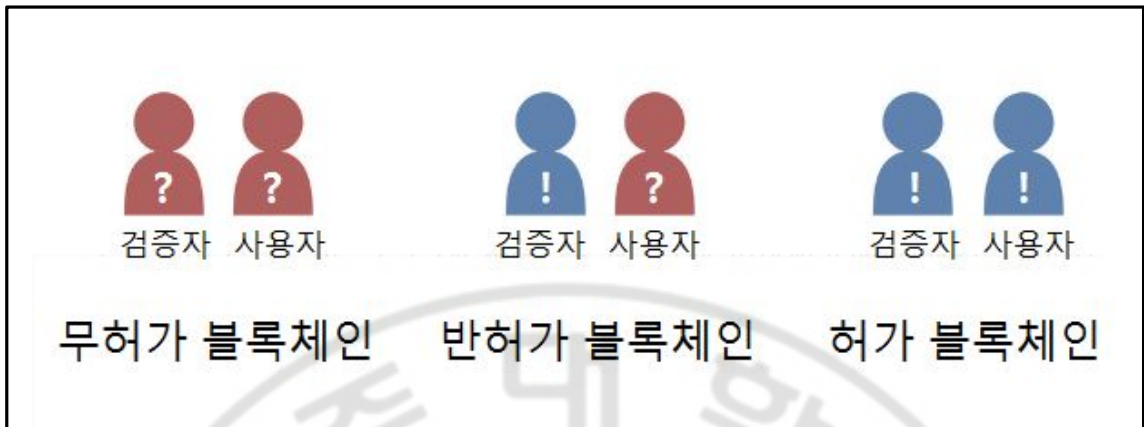 ? ? ! ? ! !
검증자 사용자 검증자 사용자 검증자 사용자
무허가 블록체인 반허가 블록체인 허가 블록체인